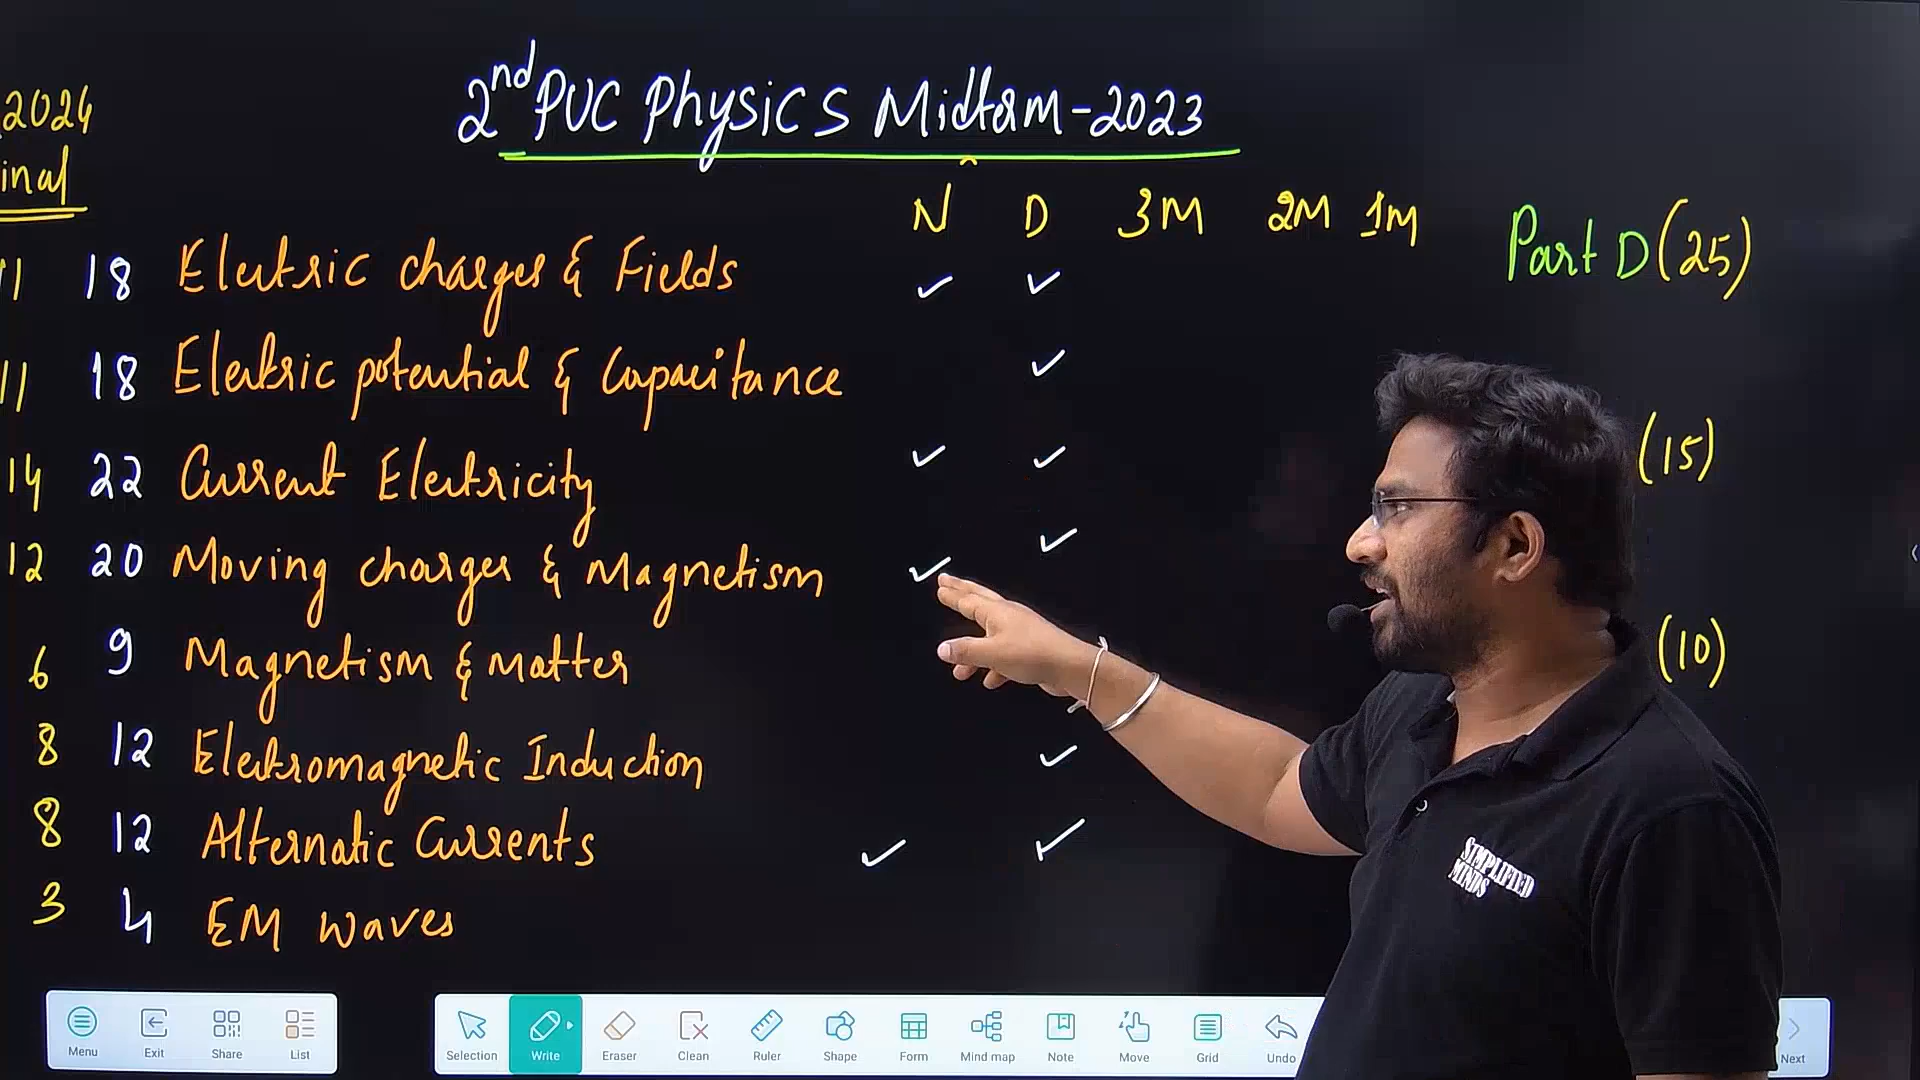 2nd PUC Physics Midterm-2023
2024
inal
N D 3M 2M 1M
Part D (25)
11 18 Electric charges & Fields
11 18 Electric potential & Capacitance
14 22 Current Electricity
(15)
12 20 Moving charges & Magnetism
6 9 Magnetism & Matter
(10)
8 12 Electromagnetic Induction
8 12 Alternatic Currents
3 4 EM waves
SIMPLIFIED
MINDS
Menu Exit Share List Selection Write Eraser Clean Ruler Shape Form Mind map Note Move Grid Undo Next